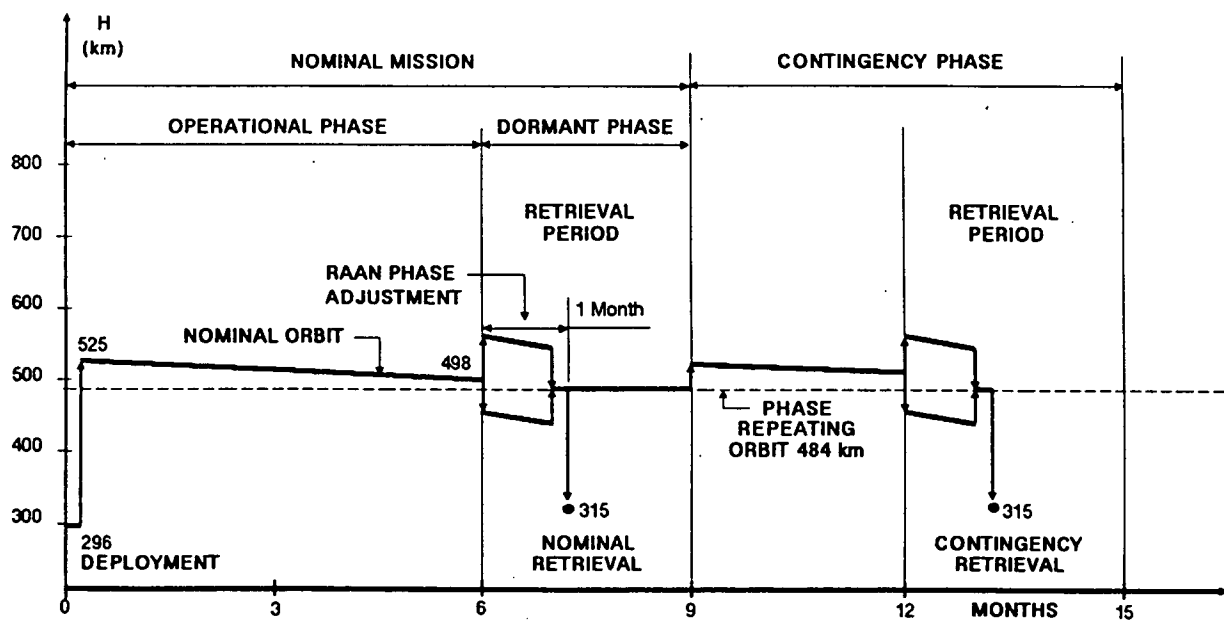 H
(km)
NOMINAL MISSION
CONTINGENCY PHASE
OPERATIONAL PHASE
DORMANT PHASE
800
700
600
500
400
300
RETRIEVAL
PERIOD
RETRIEVAL
PERIOD
RAAN PHASE
ADJUSTMENT
1 Month
525
NOMINAL ORBIT
498
PHASE
REPEATING
ORBIT 484 km
315
315
296
DEPLOYMENT
NOMINAL
RETRIEVAL
CONTINGENCY
RETRIEVAL
0
3
6
9
12
MONTHS
15